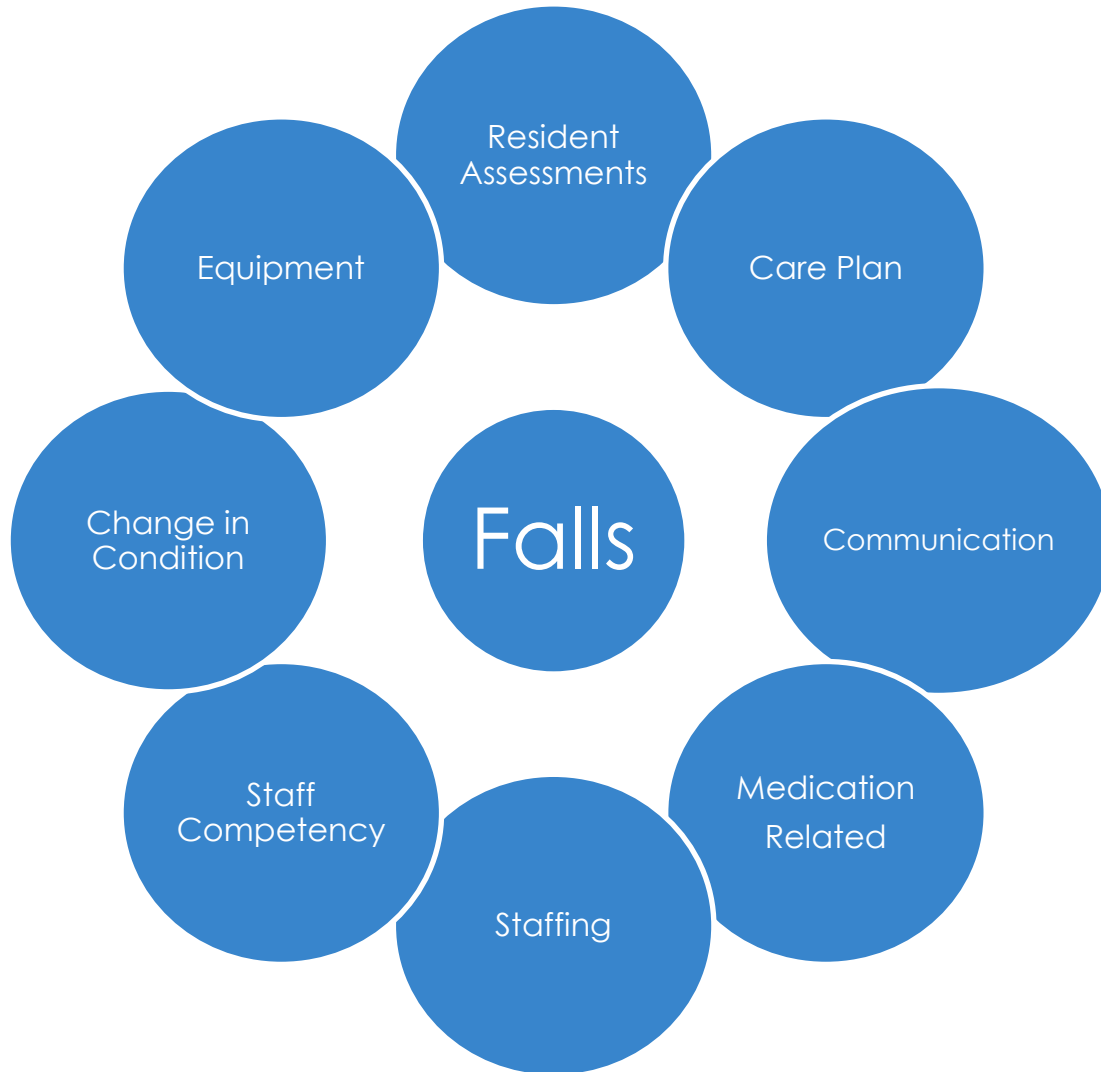 Resident
Assessments
Equipment
Care Plan
Change in
Condition
Falls
Communication
Staff
Competency
Medication
Related
Staffing